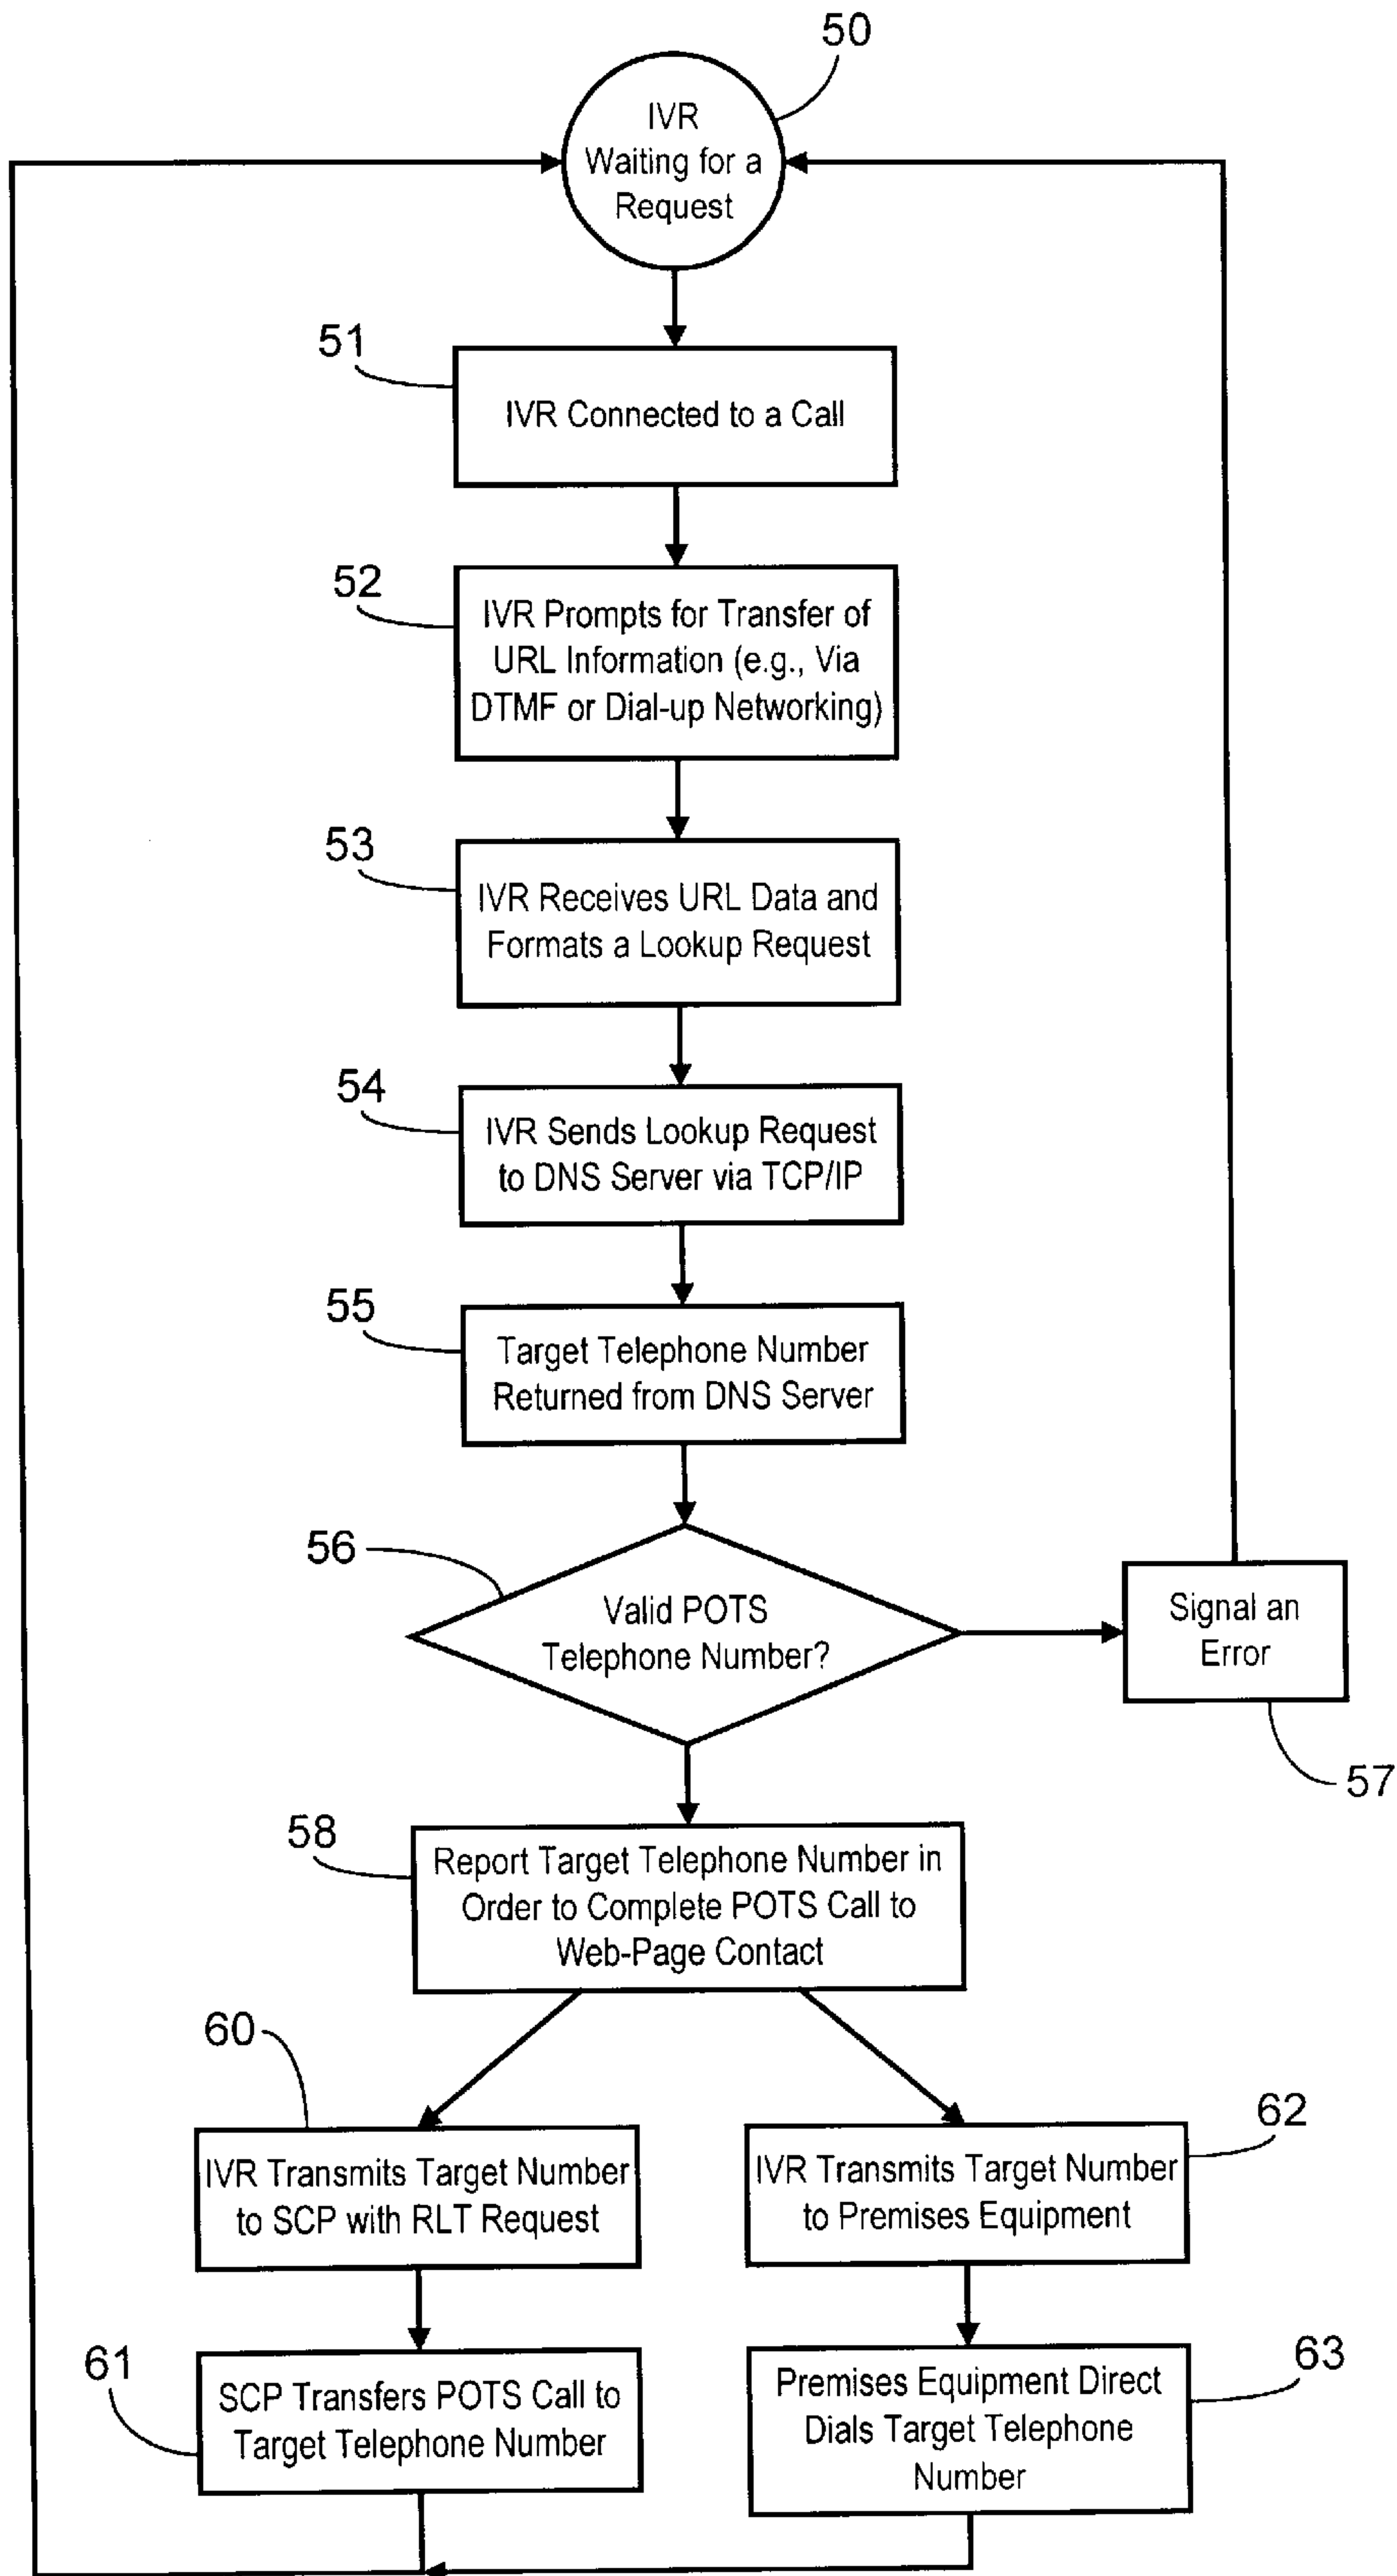 50
IVR
Waiting for a
Request
51
IVR Connected to a Call
52
IVR Prompts for Transfer of
URL Information (e.g., Via
DTMF or Dial-up Networking)
53
IVR Receives URL Data and
Formats a Lookup Request
54
IVR Sends Lookup Request
to DNS Server via TCP/IP
55
Target Telephone Number
Returned from DNS Server
56
Valid POTS
Telephone Number?
Signal an
Error
57
58
Report Target Telephone Number in
Order to Complete POTS Call to
Web-Page Contact
60
IVR Transmits Target Number
to SCP with RLT Request
62
IVR Transmits Target Number
to Premises Equipment
61
SCP Transfers POTS Call to
Target Telephone Number
63
Premises Equipment Direct
Dials Target Telephone
Number